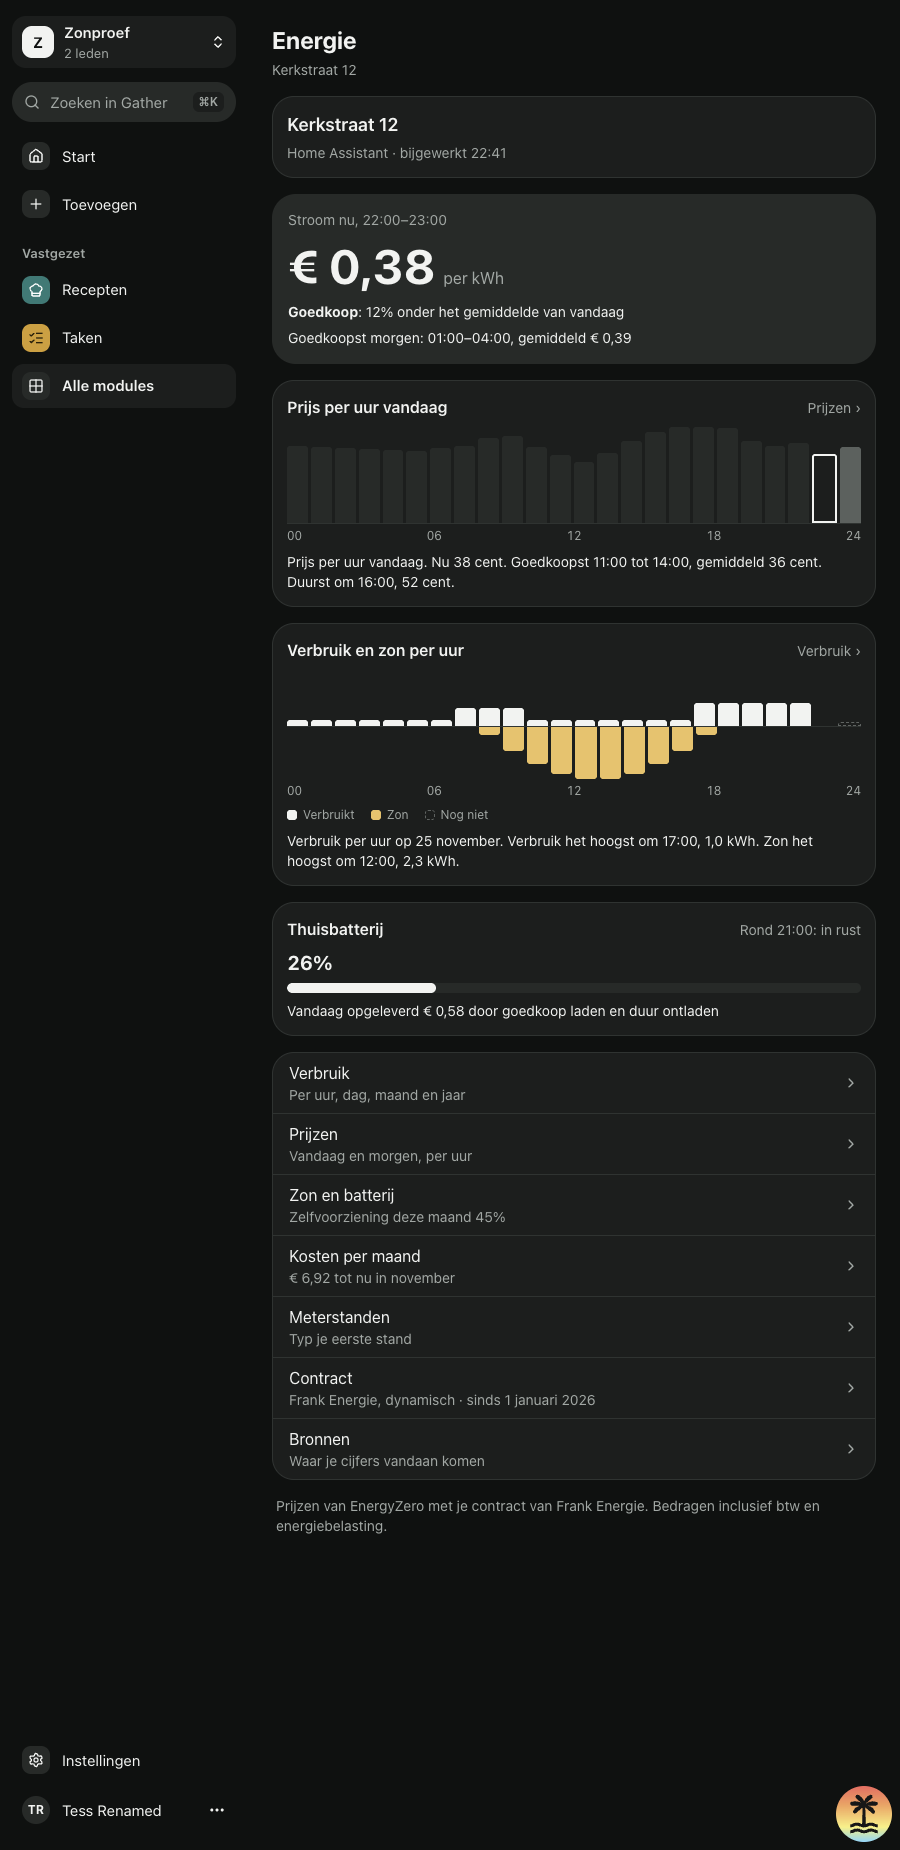 Z
Zonproef
2 leden
Zoeken in Gather
⌘K
Start
Toevoegen
Vastgezet
Recepten
Taken
Alle modules
Instellingen
TR
Tess Renamed
Energie
Kerkstraat 12
Kerkstraat 12
Home Assistant · bijgewerkt 22:41
Stroom nu, 22:00–23:00
€ 0,38 per kWh
Goedkoop: 12% onder het gemiddelde van vandaag
Goedkoopst morgen: 01:00–04:00, gemiddeld € 0,39
Prijs per uur vandaag
Prijzen ›
00 06 12 18 24
Prijs per uur vandaag. Nu 38 cent. Goedkoopst 11:00 tot 14:00, gemiddeld 36 cent.
Duurst om 16:00, 52 cent.
Verbruik en zon per uur
Verbruik ›
00 06 12 18 24
Verbruikt Zon Nog niet
Verbruik per uur op 25 november. Verbruik het hoogst om 17:00, 1,0 kWh. Zon het
hoogst om 12:00, 2,3 kWh.
Thuisbatterij
Rond 21:00: in rust
26%
Vandaag opgeleverd € 0,58 door goedkoop laden en duur ontladen
Verbruik
Per uur, dag, maand en jaar
Prijzen
Vandaag en morgen, per uur
Zon en batterij
Zelfvoorziening deze maand 45%
Kosten per maand
€ 6,92 tot nu in november
Meterstanden
Typ je eerste stand
Contract
Frank Energie, dynamisch · sinds 1 januari 2026
Bronnen
Waar je cijfers vandaan komen
Prijzen van EnergyZero met je contract van Frank Energie. Bedragen inclusief btw en
energiebelasting.